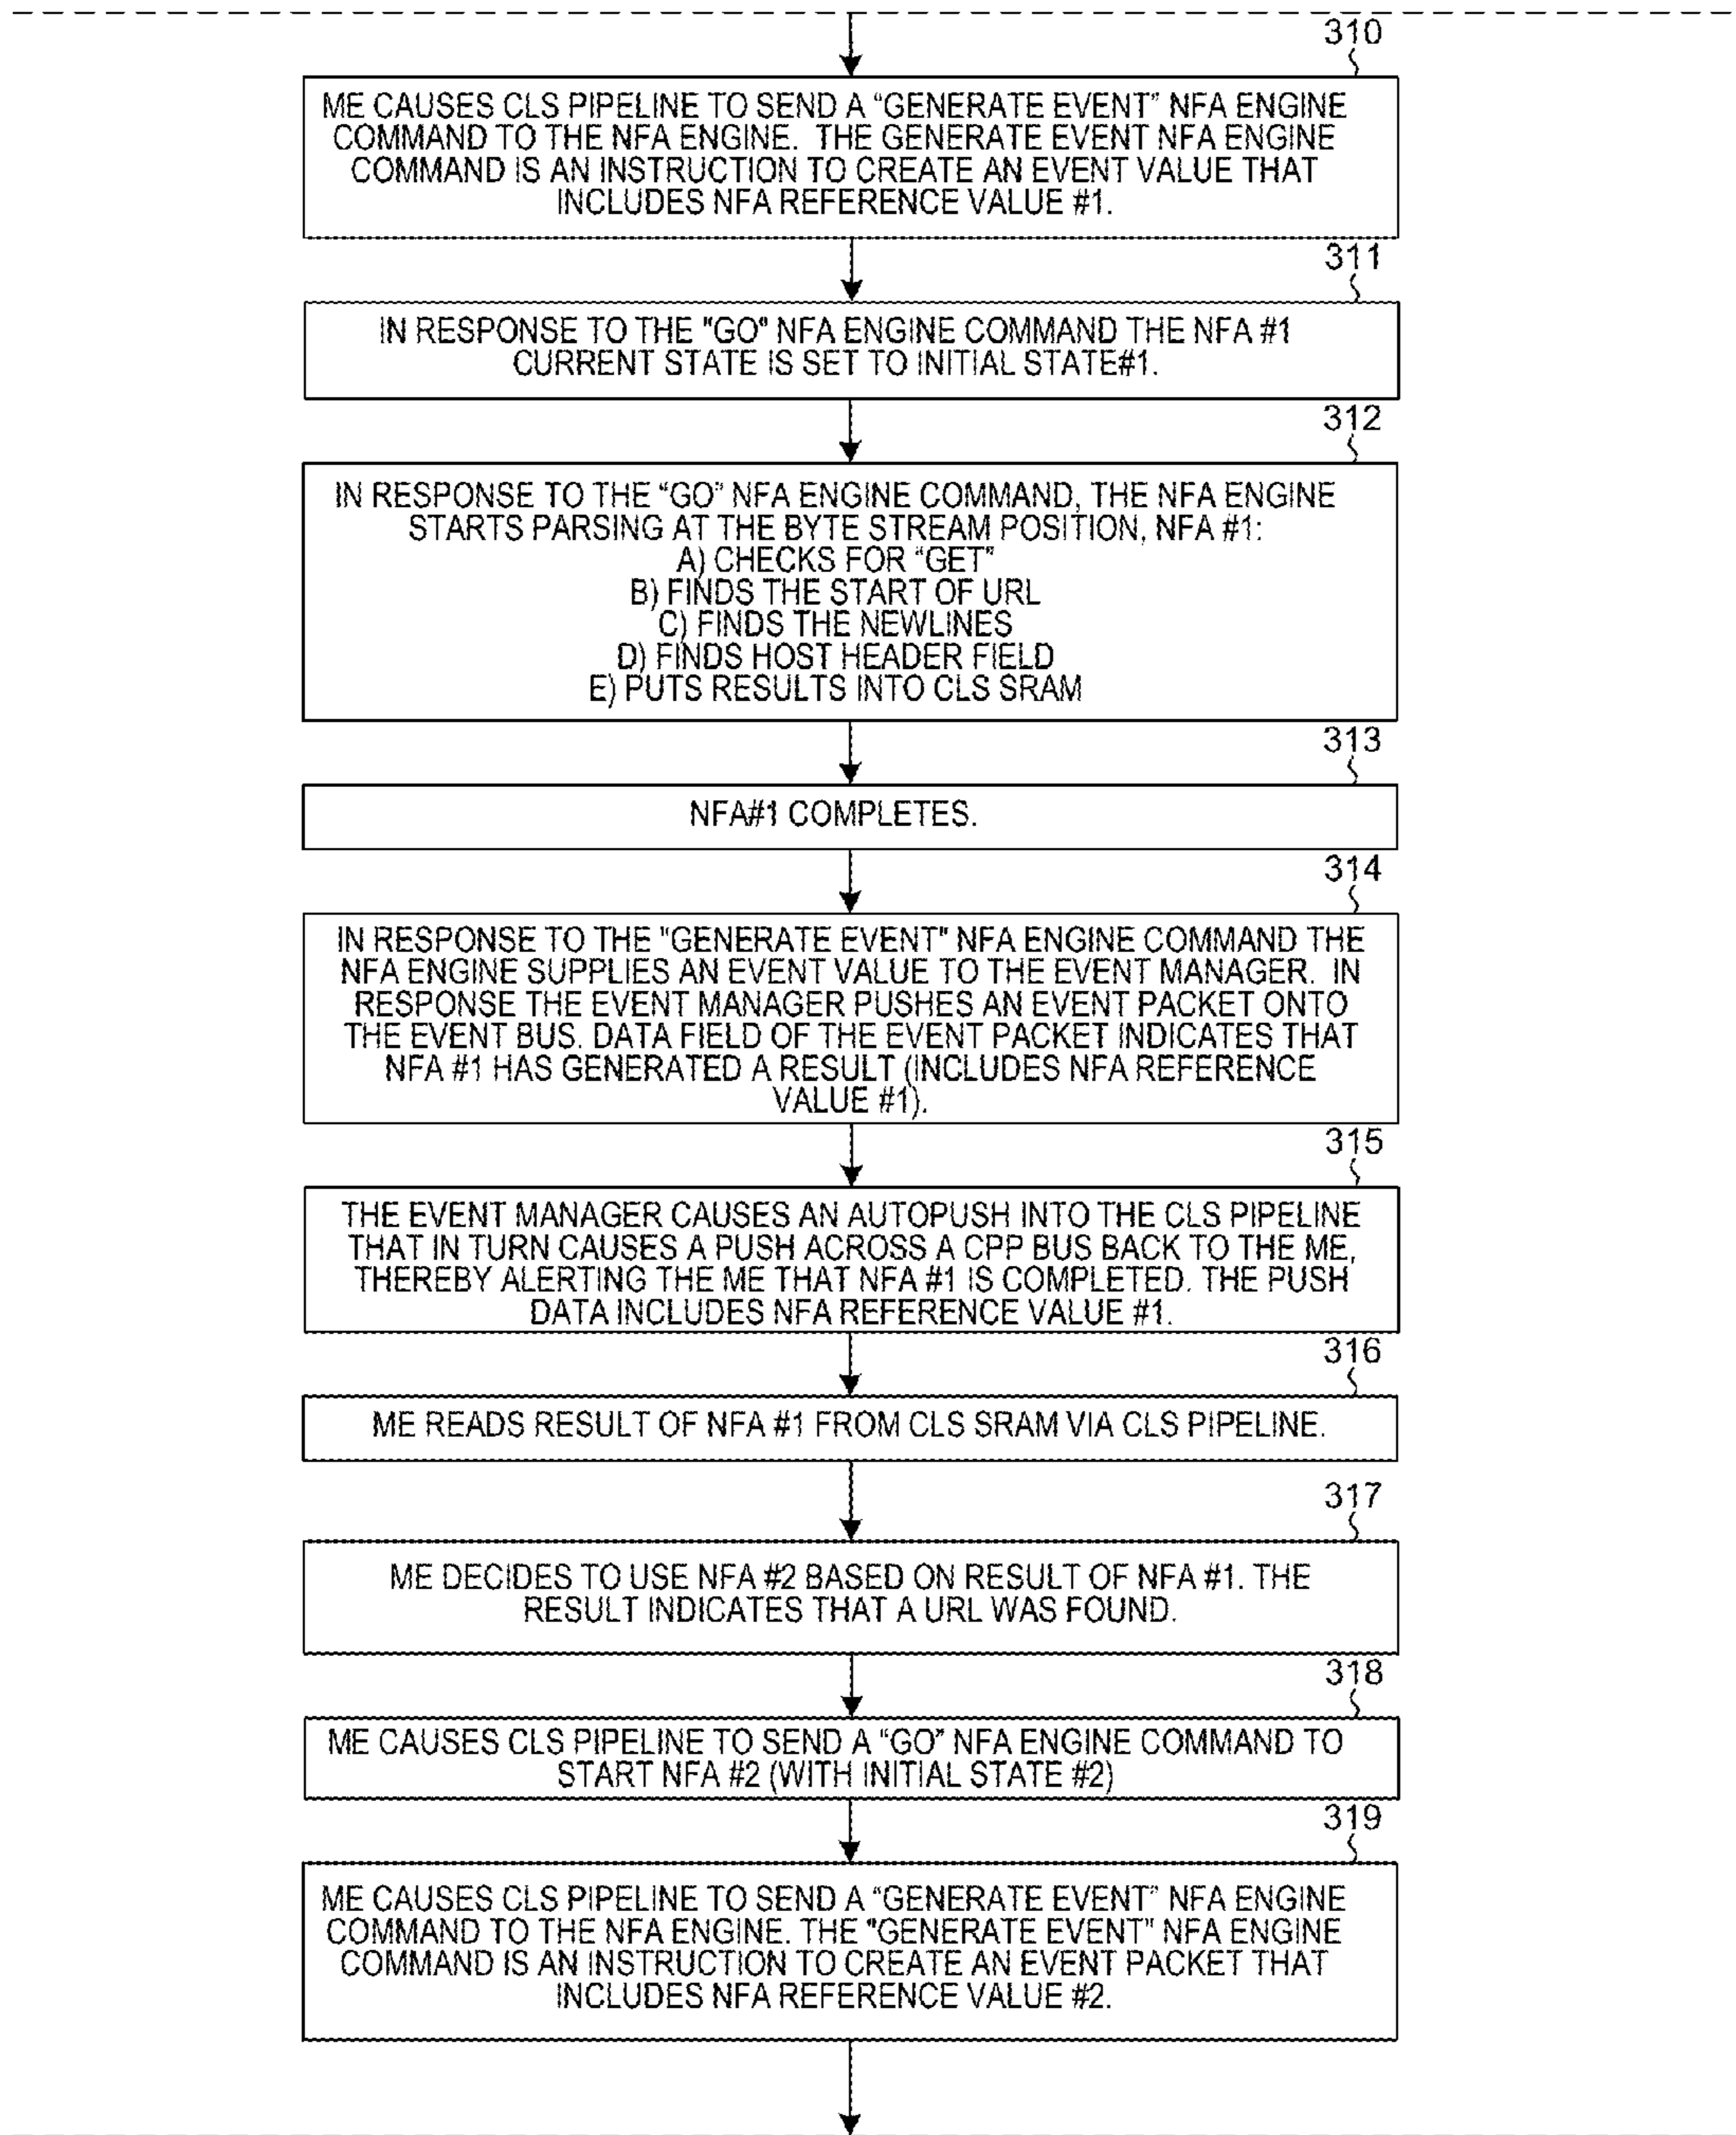 310
ME CAUSES CLS PIPELINE TO SEND A “GENERATE EVENT” NFA ENGINE
COMMAND TO THE NFA ENGINE. THE GENERATE EVENT NFA ENGINE
COMMAND IS AN INSTRUCTION TO CREATE AN EVENT VALUE THAT
INCLUDES NFA REFERENCE VALUE #1.
311
IN RESPONSE TO THE "GO" NFA ENGINE COMMAND THE NFA #1
CURRENT STATE IS SET TO INITIAL STATE#1.
312
IN RESPONSE TO THE “GO” NFA ENGINE COMMAND, THE NFA ENGINE
STARTS PARSING AT THE BYTE STREAM POSITION, NFA #1:
A) CHECKS FOR “GET”
B) FINDS THE START OF URL
C) FINDS THE NEWLINES
D) FINDS HOST HEADER FIELD
E) PUTS RESULTS INTO CLS SRAM
313
NFA#1 COMPLETES.
314
IN RESPONSE TO THE "GENERATE EVENT" NFA ENGINE COMMAND THE
NFA ENGINE SUPPLIES AN EVENT VALUE TO THE EVENT MANAGER. IN
RESPONSE THE EVENT MANAGER PUSHES AN EVENT PACKET ONTO
THE EVENT BUS. DATA FIELD OF THE EVENT PACKET INDICATES THAT
NFA #1 HAS GENERATED A RESULT (INCLUDES NFA REFERENCE
VALUE #1).
315
THE EVENT MANAGER CAUSES AN AUTOPUSH INTO THE CLS PIPELINE
THAT IN TURN CAUSES A PUSH ACROSS A CPP BUS BACK TO THE ME,
THEREBY ALERTING THE ME THAT NFA #1 IS COMPLETED. THE PUSH
DATA INCLUDES NFA REFERENCE VALUE #1.
316
ME READS RESULT OF NFA #1 FROM CLS SRAM VIA CLS PIPELINE.
317
ME DECIDES TO USE NFA #2 BASED ON RESULT OF NFA #1. THE
RESULT INDICATES THAT A URL WAS FOUND.
318
ME CAUSES CLS PIPELINE TO SEND A “GO” NFA ENGINE COMMAND TO
START NFA #2 (WITH INITIAL STATE #2)
319
ME CAUSES CLS PIPELINE TO SEND A “GENERATE EVENT” NFA ENGINE
COMMAND TO THE NFA ENGINE. THE "GENERATE EVENT" NFA ENGINE
COMMAND IS AN INSTRUCTION TO CREATE AN EVENT PACKET THAT
INCLUDES NFA REFERENCE VALUE #2.